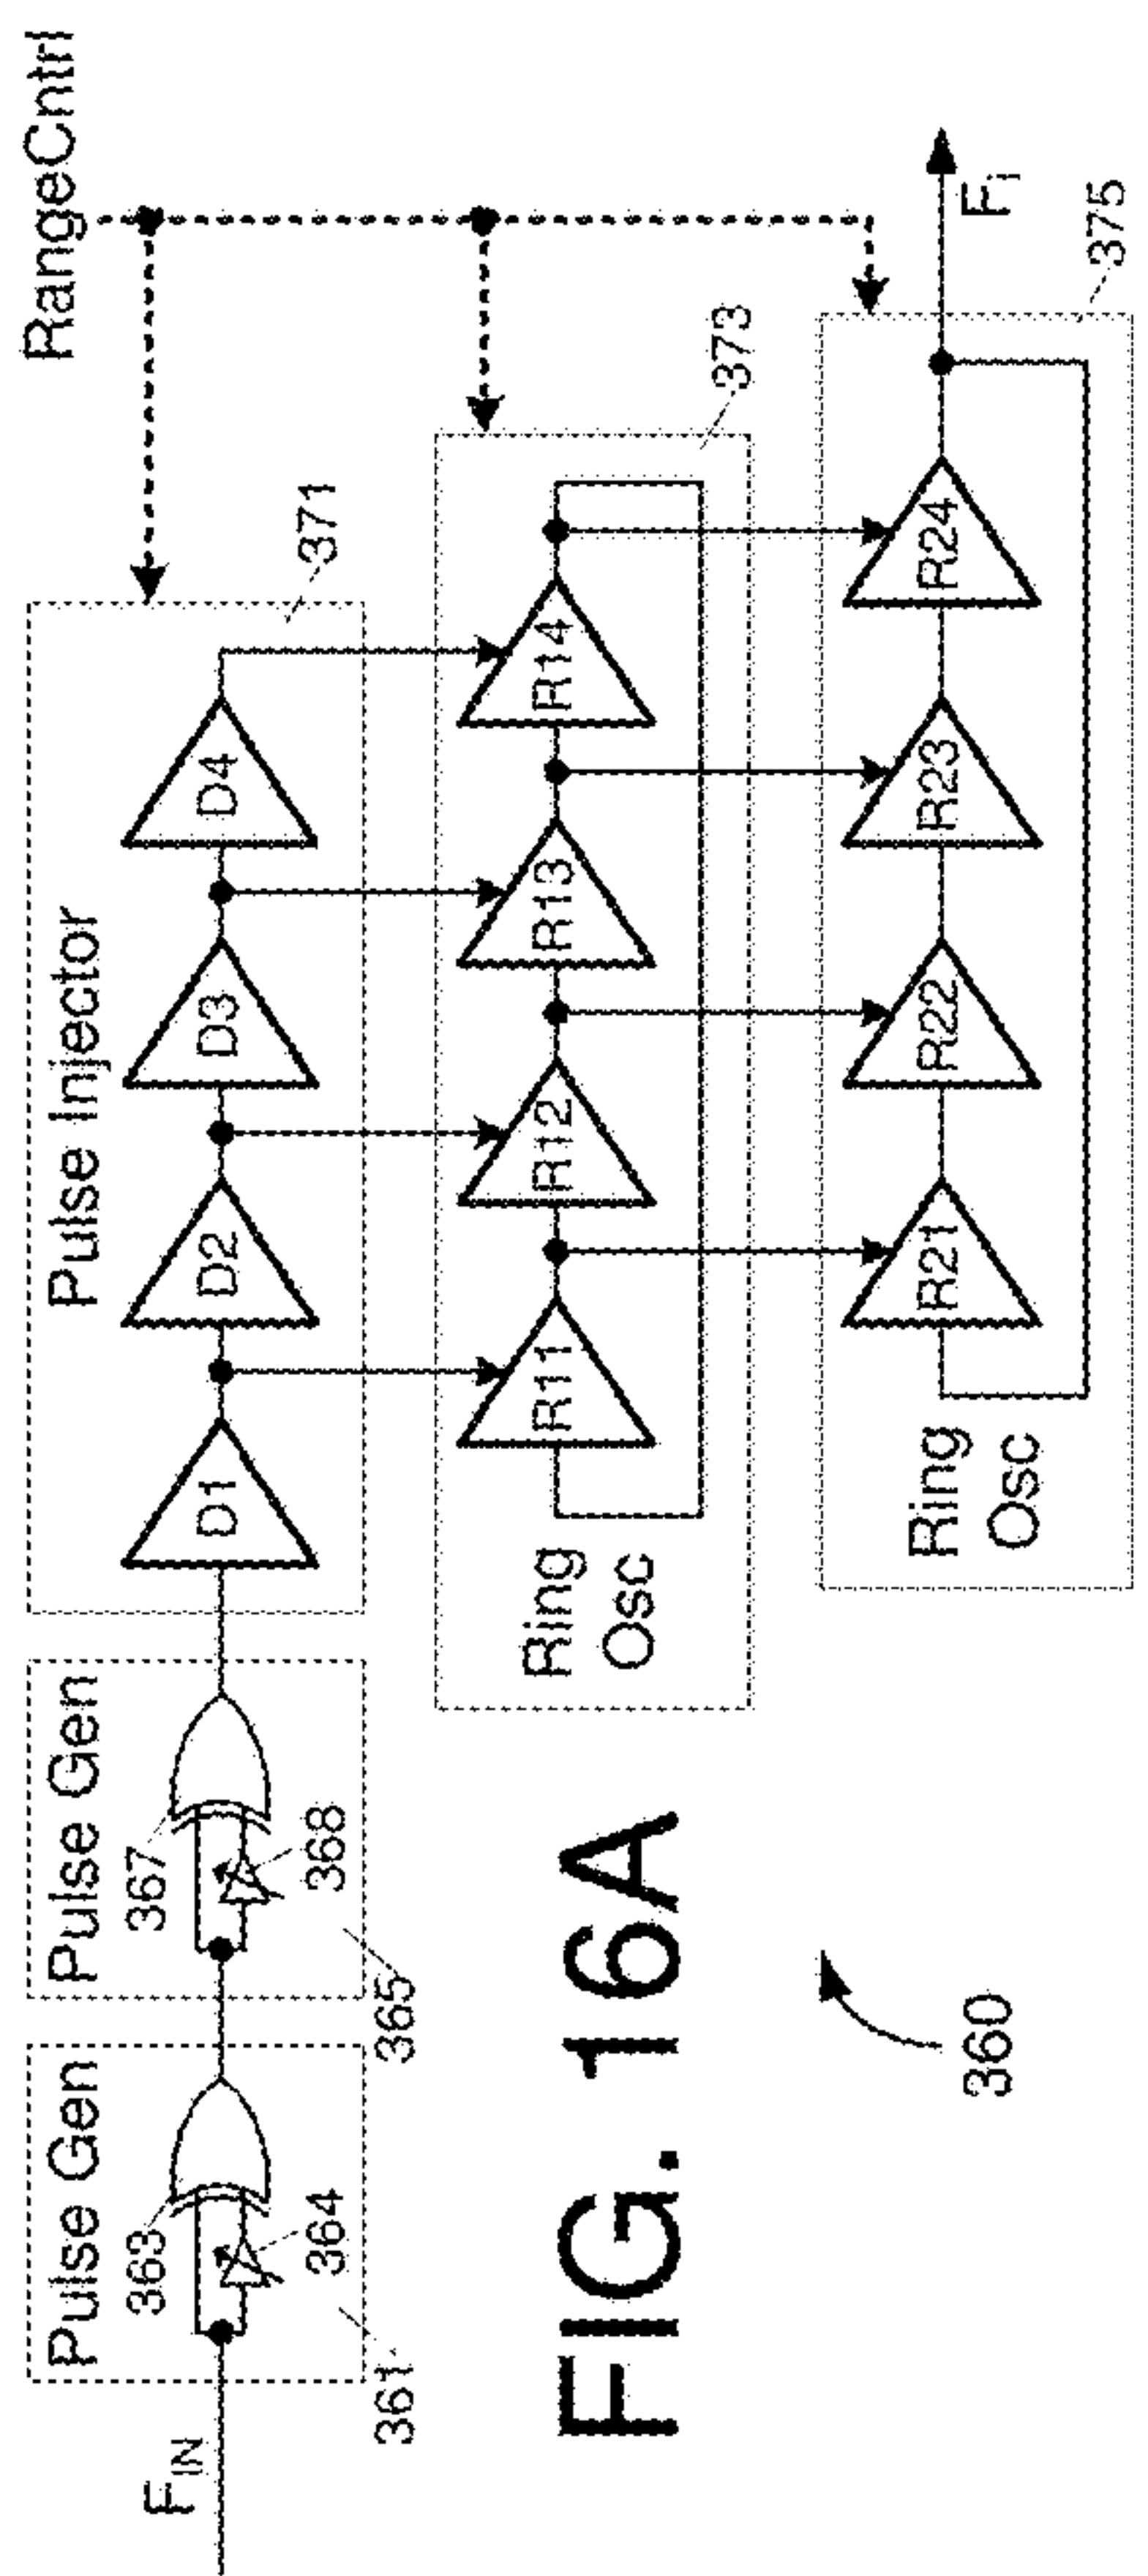 RangeCntrl
F_IN
Pulse Gen
363
364
361
Pulse Gen
367
368
365
Pulse Injector
D1
D2
D3
D4
371
Ring
Osc
R11
R12
R13
R14
373
Ring
Osc
R21
R22
R23
R24
F_i
375
FIG. 16A
360